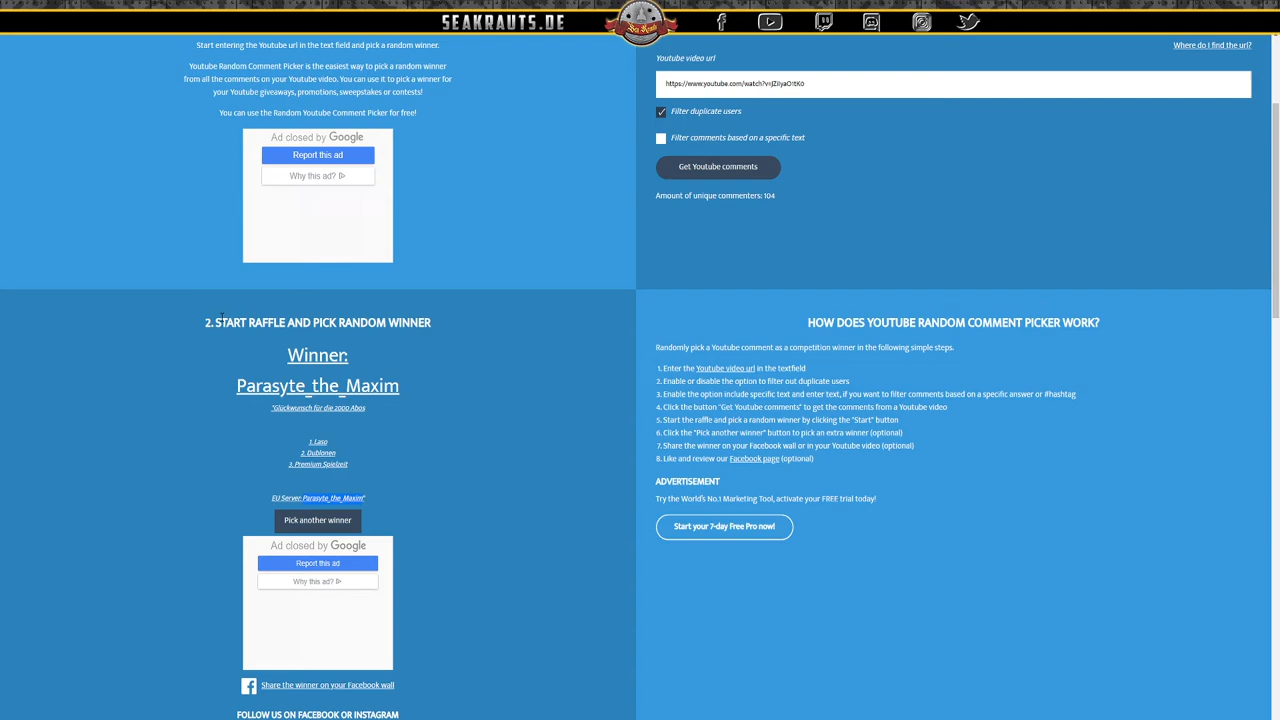 SEAKRAUTS.DE
Start entering the Youtube url in the text field and pick a random winner.
Youtube Random Comment Picker is the easiest way to pick a random winner
from all the comments on your Youtube video. You can use it to pick a winner for
your Youtube giveaways, promotions, sweepstakes or contests!
You can use the Random Youtube Comment Picker for free!
Ad closed by Google
Report this ad
Why this ad?
Where do I find the url?
Youtube video url
Filter duplicate users
Filter comments based on a specific text
Get Youtube comments
Amount of unique commenters: 104
2. START RAFFLE AND PICK RANDOM WINNER
Winner:
Parasyte_the_Maxim
"Glückwunsch für die 2000 Abos
1. Laso
2. Dublonen
3. Premium Spielzeit
EU Server: Parasyte_the_Maxim"
Pick another winner
Ad closed by Google
Report this ad
Why this ad?
Share the winner on your Facebook wall
FOLLOW US ON FACEBOOK OR INSTAGRAM
HOW DOES YOUTUBE RANDOM COMMENT PICKER WORK?
Randomly pick a Youtube comment as a competition winner in the following simple steps.
1. Enter the Youtube video url in the textfield
2. Enable or disable the option to filter out duplicate users
3. Enable the option include specific text and enter text, if you want to filter comments based on a specific answer or #hashtag
4. Click the button "Get Youtube comments" to get the comments from a Youtube video
5. Start the raffle and pick a random winner by clicking the "Start" button
6. Click the "Pick another winner" button to pick an extra winner (optional)
7. Share the winner on your Facebook wall or in your Youtube video (optional)
8. Like and review our Facebook page (optional)
ADVERTISEMENT
Try the World's No.1 Marketing Tool, activate your FREE trial today!
Start your 7-day Free Pro now!